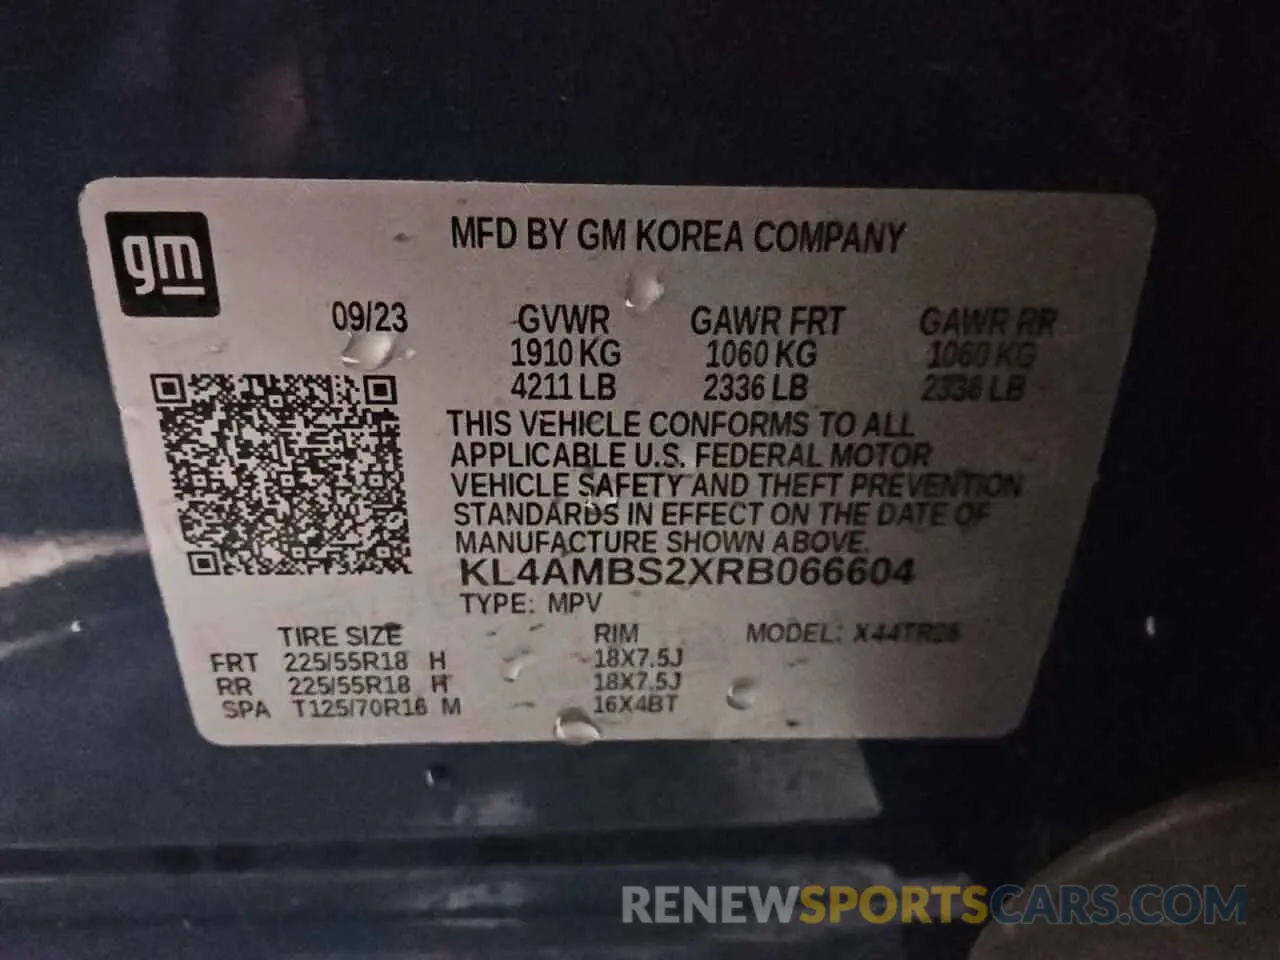 gm
MFD BY GM KOREA COMPANY
09/23 GVWR GAWR FRT GAWR RR
1910 KG 1060 KG 1060 KG
4211 LB 2336 LB 2336 LB
THIS VEHICLE CONFORMS TO ALL
APPLICABLE U.S. FEDERAL MOTOR
VEHICLE SAFETY AND THEFT PREVENTION
STANDARDS IN EFFECT ON THE DATE OF
MANUFACTURE SHOWN ABOVE.
KL4AMBS2XRB066604
TYPE: MPV
TIRE SIZE RIM MODEL: X44TR26
FRT 225/55R18 H 18X7.5J
RR 225/55R18 H 18X7.5J
SPA T125/70R16 M 16X4BT
RENEWSPORTSCARS.COM